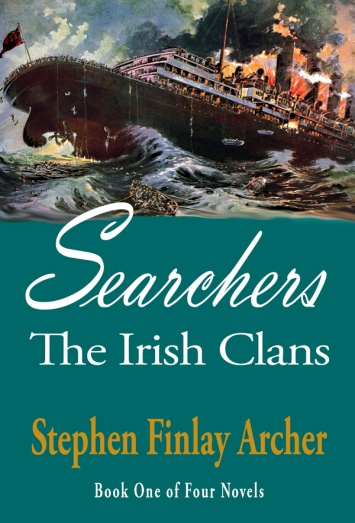 Searchers
The Irish Clans
Stephen Finlay Archer
Book One of Four Novels